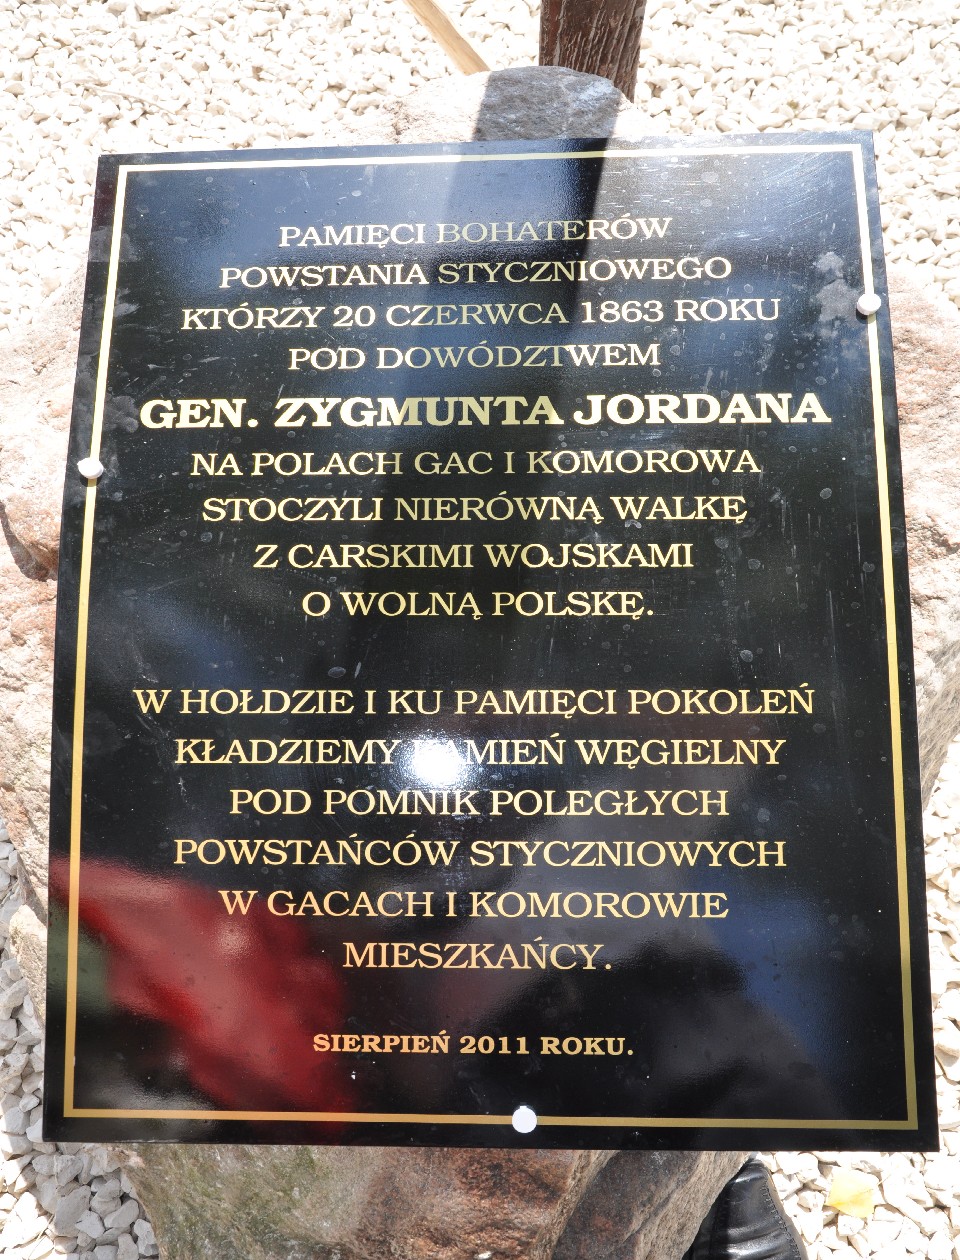 PAMIĘCI BOHATERÓW
POWSTANIA STYCZNIOWEGO
KTÓRZY 20 CZERWCA 1863 ROKU
POD DOWÓDZTWEM
GEN. ZYGMUNTA JORDANA
NA POLACH GAC I KOMOROWA
STOCZYLI NIERÓWNĄ WALKĘ
Z CARSKIMI WOJSKAMI
O WOLNĄ POLSKĘ.
W HOŁDZIE I KU PAMIĘCI POKOLEŃ
KŁADZIEMY KAMIEŃ WĘGIELNY
POD POMNIK POLEGŁYCH
POWSTAŃCÓW STYCZNIOWYCH
W GACACH I KOMOROWIE
MIESZKAŃCY.
SIERPIEŃ 2011 ROKU.